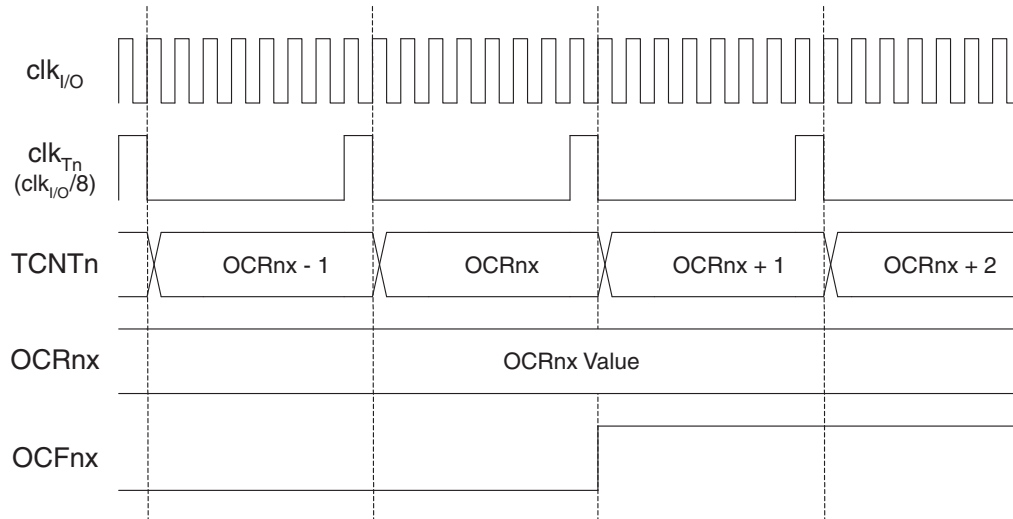 clkI/O
clkTn
(clkI/O/8)
TCNTn
OCRnx - 1
OCRnx
OCRnx + 1
OCRnx + 2
OCRnx
OCRnx Value
OCFnx